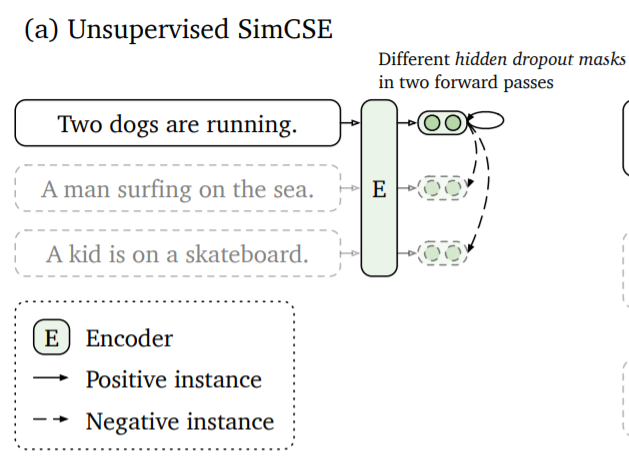 (a) Unsupervised SimCSE
Different hidden dropout masks
in two forward passes
Two dogs are running.
A man surfing on the sea.
E
A kid is on a skateboard.
E Encoder
Positive instance
Negative instance